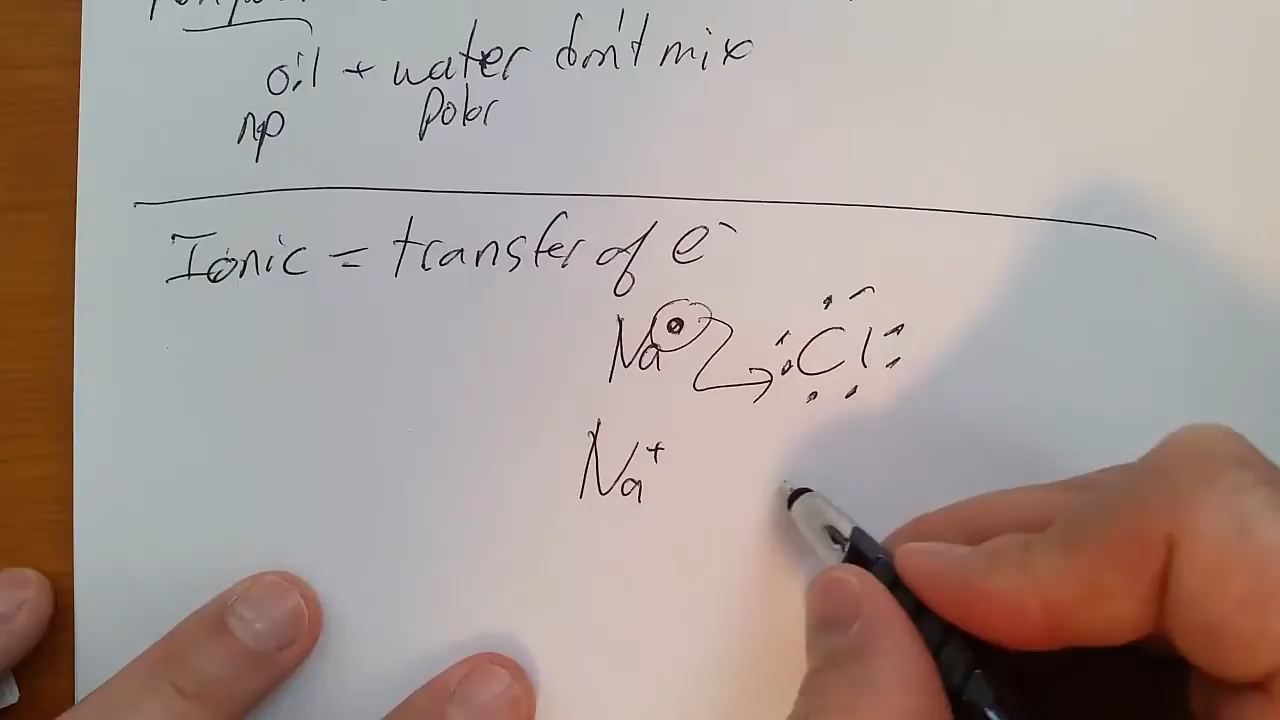 oil + water don't mix
np polar
Ionic = transfer of e⁻
Na Cl
Na⁺